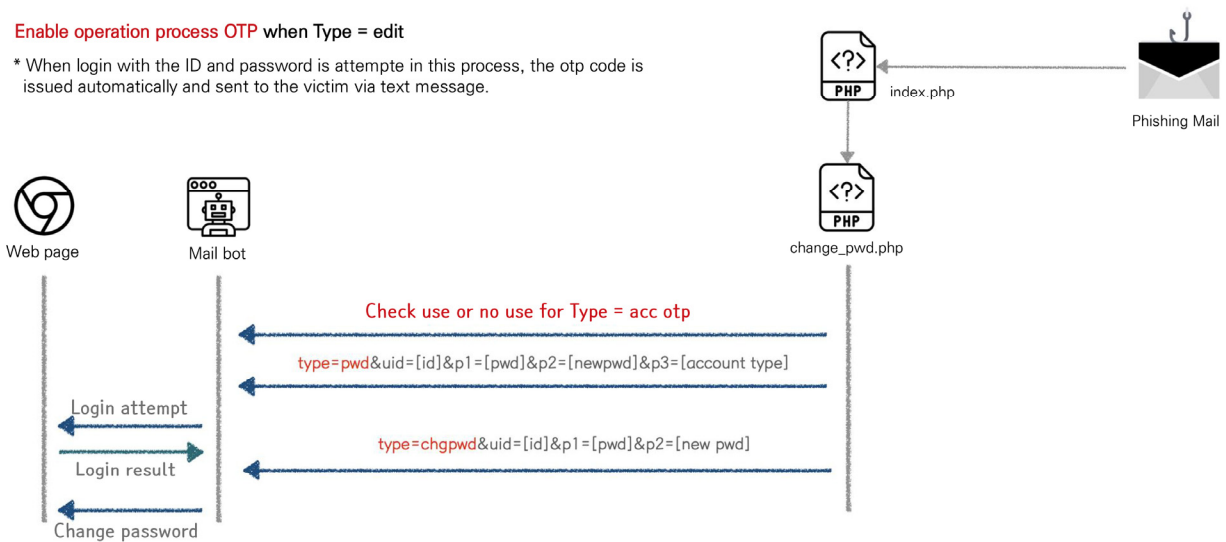 Enable operation process OTP when Type = edit
* When login with the ID and password is attempte in this process, the otp code is
issued automatically and sent to the victim via text message.
<?>
PHP
index.php
Phishing Mail
<?>
PHP
change_pwd.php
Web page
Mail bot
Check use or no use for Type = acc otp
type=pwd&uid=[id]&p1=[pwd]&p2=[newpwd]&p3=[account type]
Login attempt
type=chgpwd&uid=[id]&p1=[pwd]&p2=[new pwd]
Login result
Change password